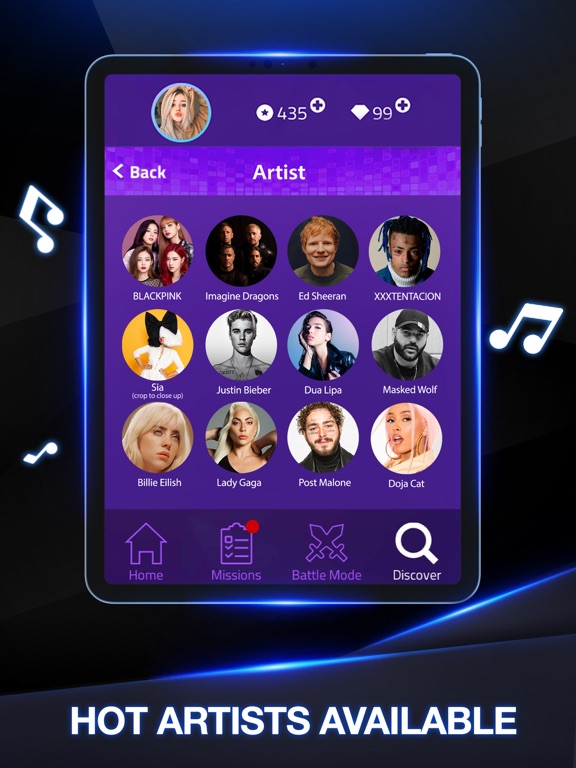 435
99
Back
Artist
BLACKPINK
Imagine Dragons
Ed Sheeran
XXXTENTACION
Sia
(crop to close up)
Justin Bieber
Dua Lipa
Masked Wolf
Billie Eilish
Lady Gaga
Post Malone
Doja Cat
Home
Missions
Battle Mode
Discover
HOT ARTISTS AVAILABLE